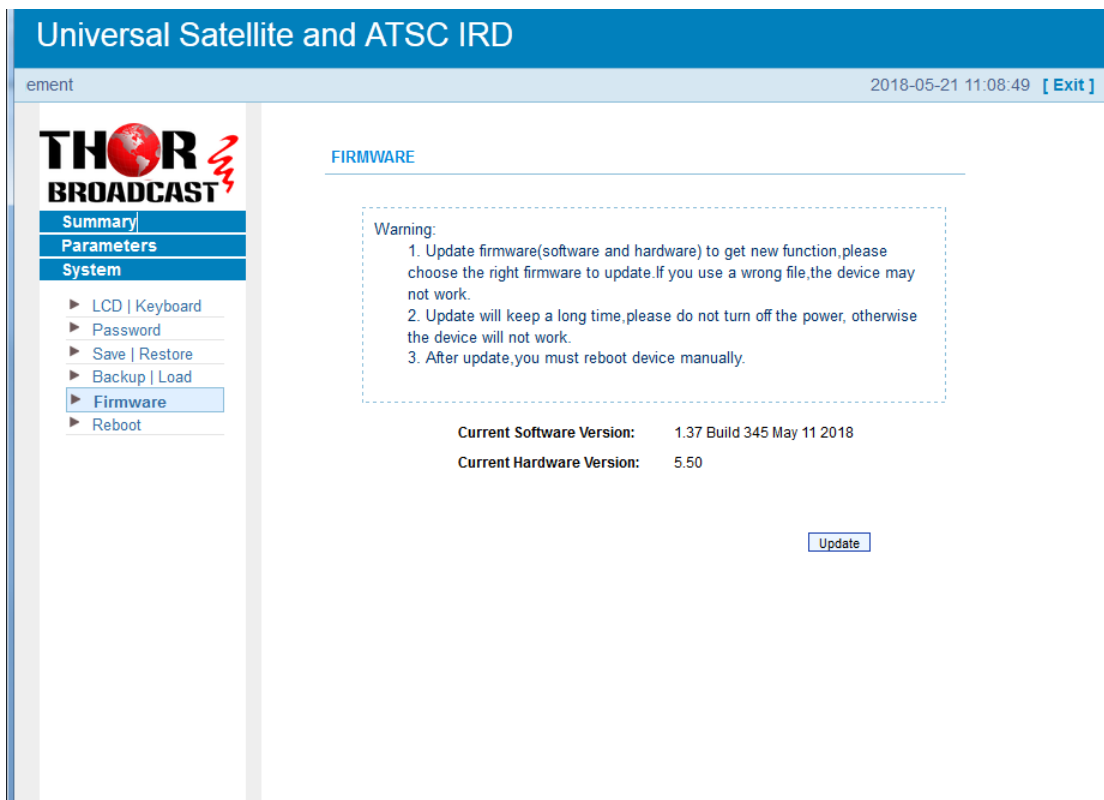 Universal Satellite and ATSC IRD
ement
2018-05-21 11:08:49 [ Exit ]
THOR
BROADCAST
Summary
Parameters
System
LCD | Keyboard
Password
Save | Restore
Backup | Load
Firmware
Reboot
FIRMWARE
Warning:
1. Update firmware(software and hardware) to get new function,please
choose the right firmware to update.If you use a wrong file,the device may
not work.
2. Update will keep a long time,please do not turn off the power, otherwise
the device will not work.
3. After update,you must reboot device manually.
Current Software Version: 1.37 Build 345 May 11 2018
Current Hardware Version: 5.50
Update